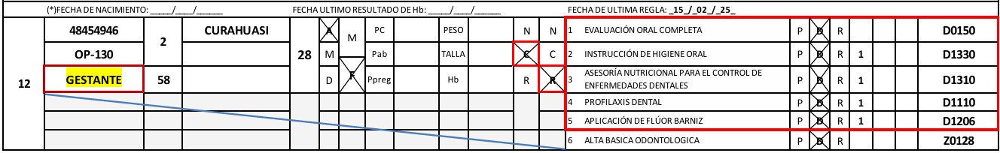 (*)FECHA DE NACIMIENTO: _____/____/______ FECHA ULTIMO RESULTADO DE Hb: _____/____/______ FECHA DE ULTIMA REGLA: _15_/_02_/_25_
48454946 2 CURAHUASI 28 A M PC PESO N N 1 EVALUACIÓN ORAL COMPLETA P D R D0150
OP-130 M Pab TALLA C C 2 INSTRUCCIÓN DE HIGIENE ORAL P D R 1 D1330
12 GESTANTE 58 D F Ppreg Hb R R 3 ASESORÍA NUTRICIONAL PARA EL CONTROL DE ENFERMEDADES DENTALES P D R 1 D1310
4 PROFILAXIS DENTAL P D R 1 D1110
5 APLICACIÓN DE FLÚOR BARNIZ P D R 1 D1206
6 ALTA BASICA ODONTOLOGICA P D R Z0128